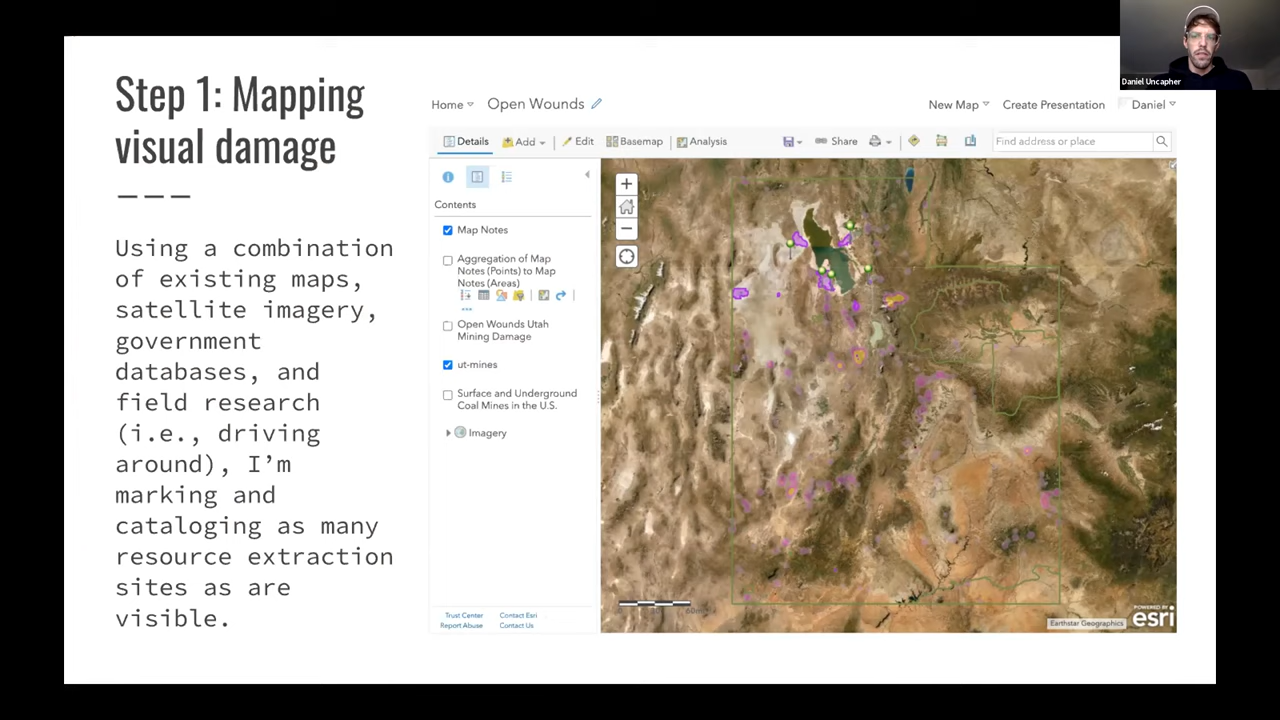 Daniel Uncapher
Step 1: Mapping
visual damage
Using a combination
of existing maps,
satellite imagery,
government
databases, and
field research
(i.e., driving
around), I’m
marking and
cataloging as many
resource extraction
sites as are
visible.
Home Open Wounds New Map Create Presentation Daniel
Details Add Edit Basemap Analysis Share Find address or place
Contents
Map Notes
Aggregation of Map
Notes (Points) to Map
Notes (Areas)
Open Wounds Utah
Mining Damage
ut-mines
Surface and Underground
Coal Mines in the U.S.
Imagery
Trust Center Contact Esri
Report Abuse Contact Us
POWERED BY
esri
Earthstar Geographics